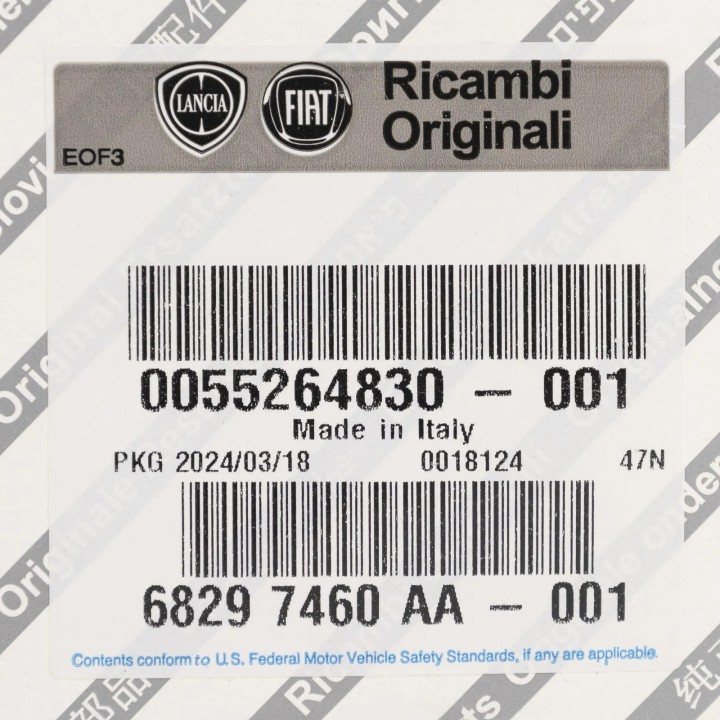 LANCIA
FIAT
Ricambi
Originali
EOF3
0055264830 - 001
Made in Italy
PKG 2024/03/18 0018124 47N
6829 7460 AA - 001
Contents conform to U.S. Federal Motor Vehicle Safety Standards, if any are applicable.